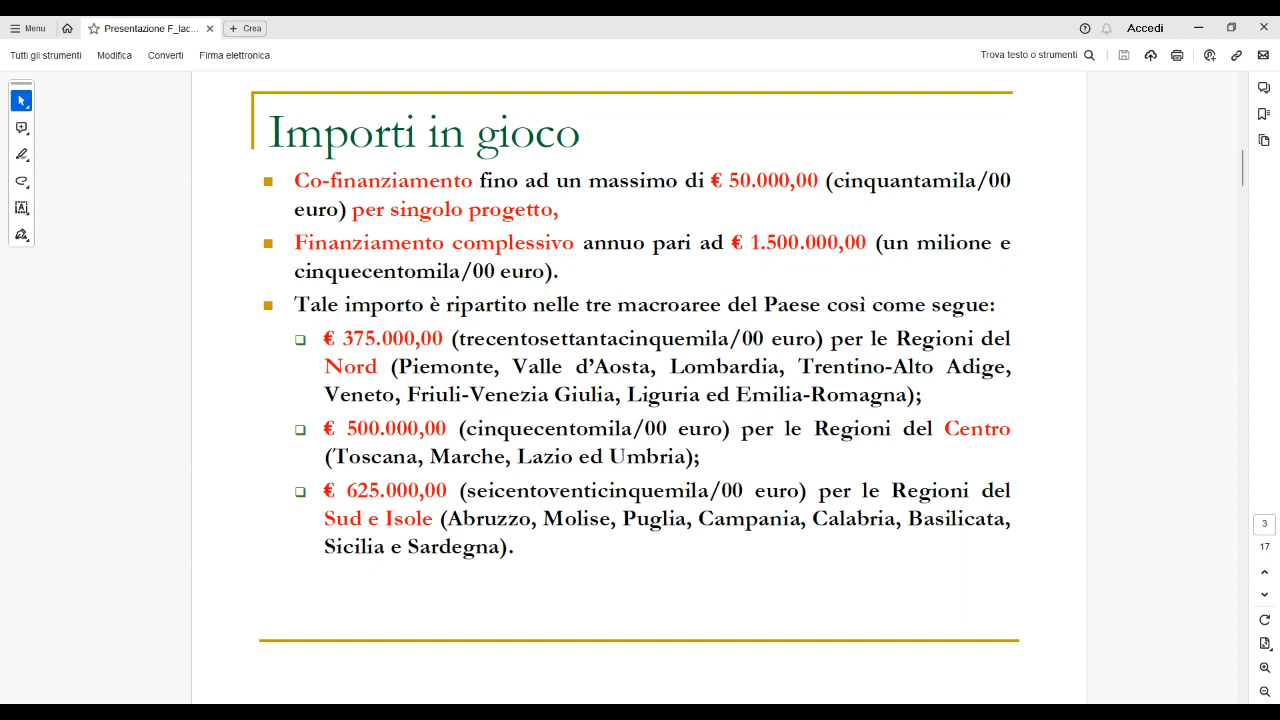 Menu
Presentazione F_Iac...
Crea
Accedi
Tutti gli strumenti Modifica Converti Firma elettronica
Trova testo o strumenti
Importi in gioco
Co-finanziamento fino ad un massimo di € 50.000,00 (cinquantamila/00
euro) per singolo progetto,
Finanziamento complessivo annuo pari ad € 1.500.000,00 (un milione e
cinquecentomila/00 euro).
Tale importo è ripartito nelle tre macroaree del Paese così come segue:
€ 375.000,00 (trecentosettantacinquemila/00 euro) per le Regioni del
Nord (Piemonte, Valle d’Aosta, Lombardia, Trentino-Alto Adige,
Veneto, Friuli-Venezia Giulia, Liguria ed Emilia-Romagna);
€ 500.000,00 (cinquecentomila/00 euro) per le Regioni del Centro
(Toscana, Marche, Lazio ed Umbria);
€ 625.000,00 (seicentoventicinquemila/00 euro) per le Regioni del
Sud e Isole (Abruzzo, Molise, Puglia, Campania, Calabria, Basilicata,
Sicilia e Sardegna).
3
17